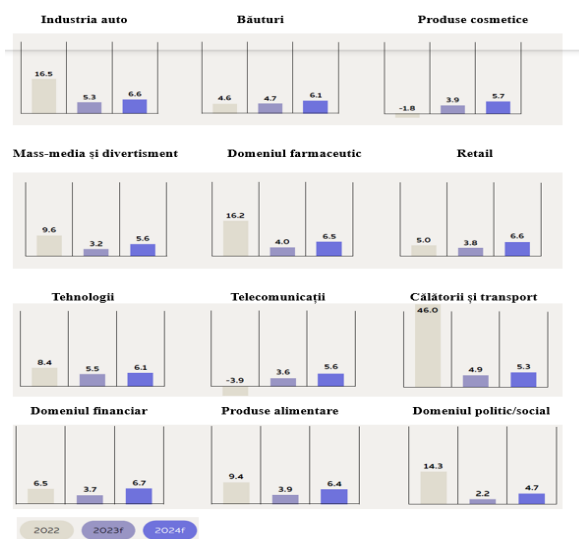 Industria auto Băuturi Produse cosmetice
16.5 5.3 6.6 4.6 4.7 6.1 -1.8 3.9 5.7
Mass-media și divertisment Domeniul farmaceutic Retail
9.6 3.2 5.6 16.2 4.0 6.5 5.0 3.8 6.6
Tehnologii Telecomunicații Călătorii și transport
8.4 5.5 6.1 -3.9 3.6 5.6 46.0 4.9 5.3
Domeniul financiar Produse alimentare Domeniul politic/social
6.5 3.7 6.7 9.4 3.9 6.4 14.3 2.2 4.7
2022 2023f 2024f